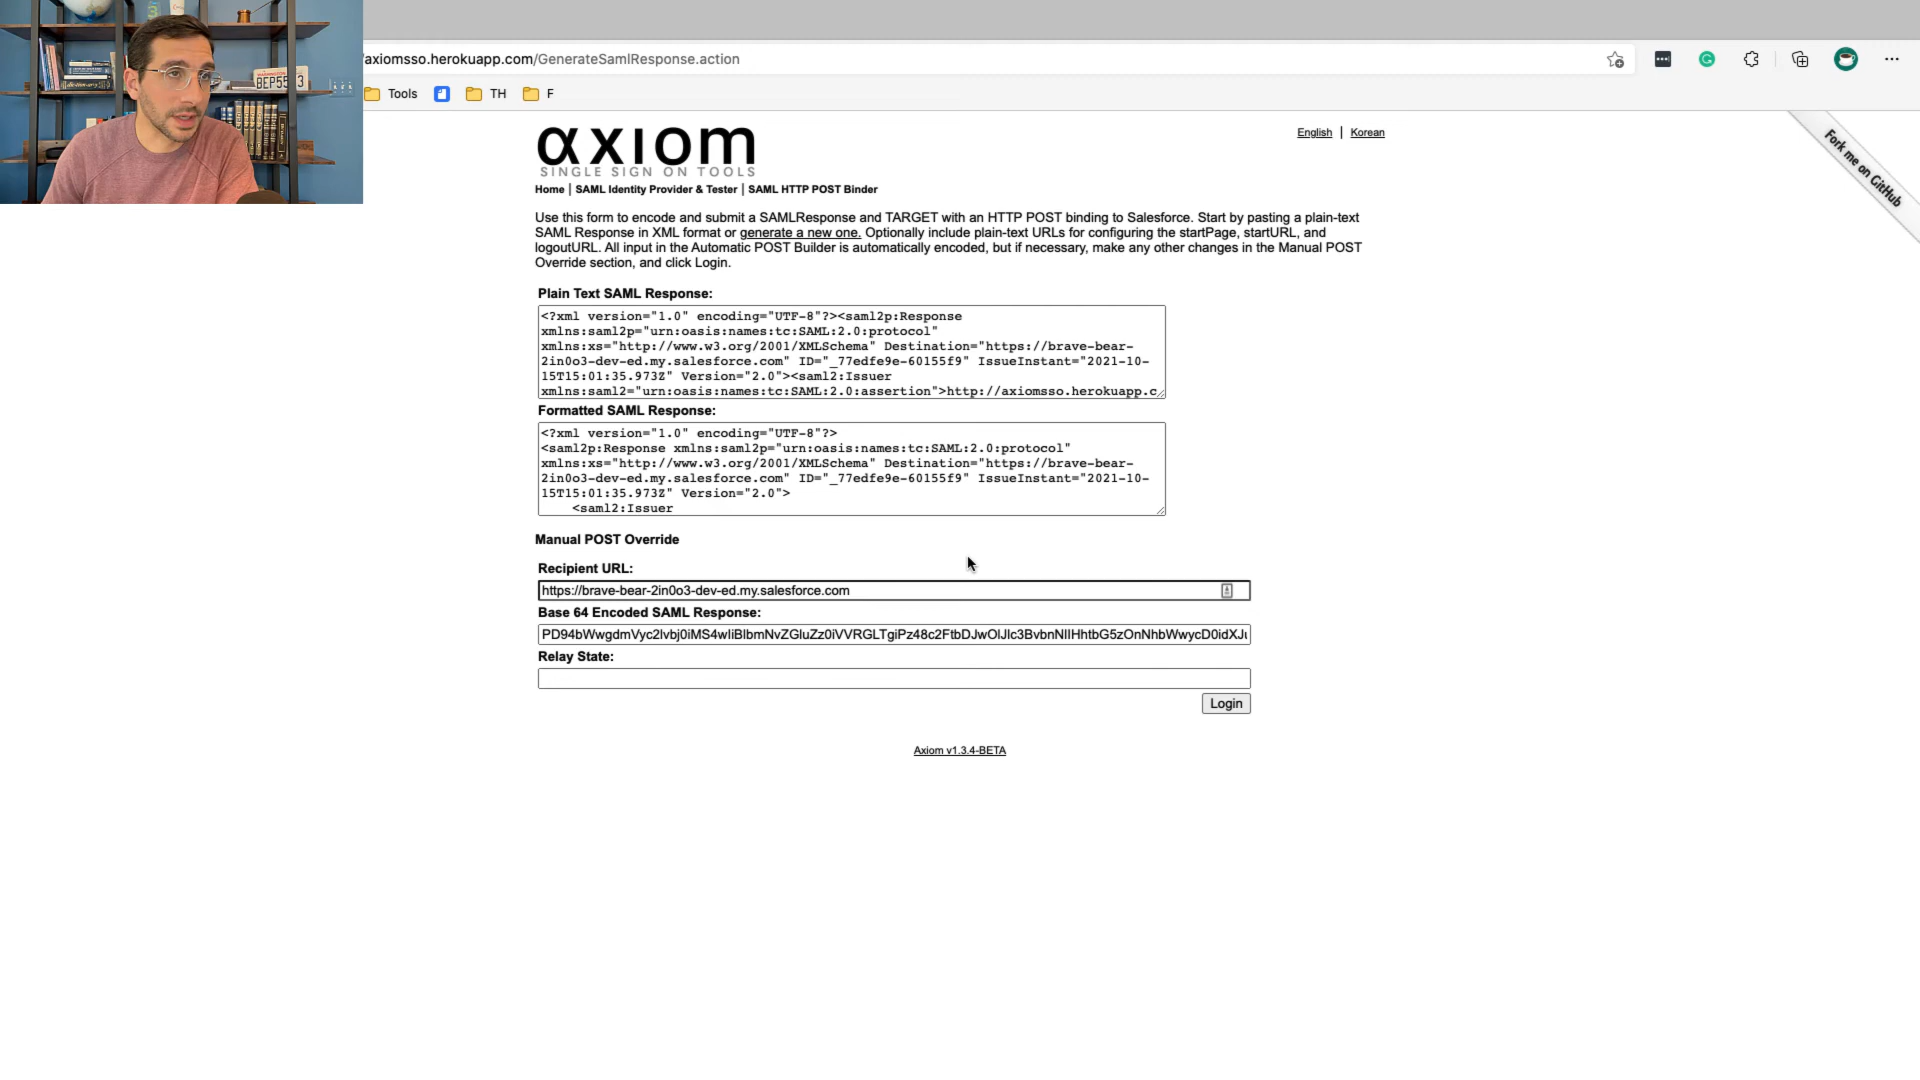 axiomsso.herokuapp.com/GenerateSamlResponse.action
Tools TH F
αxıom
SINGLE SIGN ON TOOLS
English | Korean
Fork me on GitHub
Home | SAML Identity Provider & Tester | SAML HTTP POST Binder
Use this form to encode and submit a SAMLResponse and TARGET with an HTTP POST binding to Salesforce. Start by pasting a plain-text
SAML Response in XML format or generate a new one. Optionally include plain-text URLs for configuring the startPage, startURL, and
logoutURL. All input in the Automatic POST Builder is automatically encoded, but if necessary, make any other changes in the Manual POST
Override section, and click Login.
Plain Text SAML Response:
<?xml version="1.0" encoding="UTF-8"?><saml2p:Response
xmlns:saml2p="urn:oasis:names:tc:SAML:2.0:protocol"
xmlns:xs="http://www.w3.org/2001/XMLSchema" Destination="https://brave-bear-
2in0o3-dev-ed.my.salesforce.com" ID="_77edfe9e-60155f9" IssueInstant="2021-10-
15T15:01:35.973Z" Version="2.0"><saml2:Issuer
xmlns:saml2="urn:oasis:names:tc:SAML:2.0:assertion">http://axiomsso.herokuapp.c
Formatted SAML Response:
<?xml version="1.0" encoding="UTF-8"?>
<saml2p:Response xmlns:saml2p="urn:oasis:names:tc:SAML:2.0:protocol"
xmlns:xs="http://www.w3.org/2001/XMLSchema" Destination="https://brave-bear-
2in0o3-dev-ed.my.salesforce.com" ID="_77edfe9e-60155f9" IssueInstant="2021-10-
15T15:01:35.973Z" Version="2.0">
<saml2:Issuer
Manual POST Override
Recipient URL:
https://brave-bear-2in0o3-dev-ed.my.salesforce.com
Base 64 Encoded SAML Response:
Relay State:
Login
Axiom v1.3.4-BETA